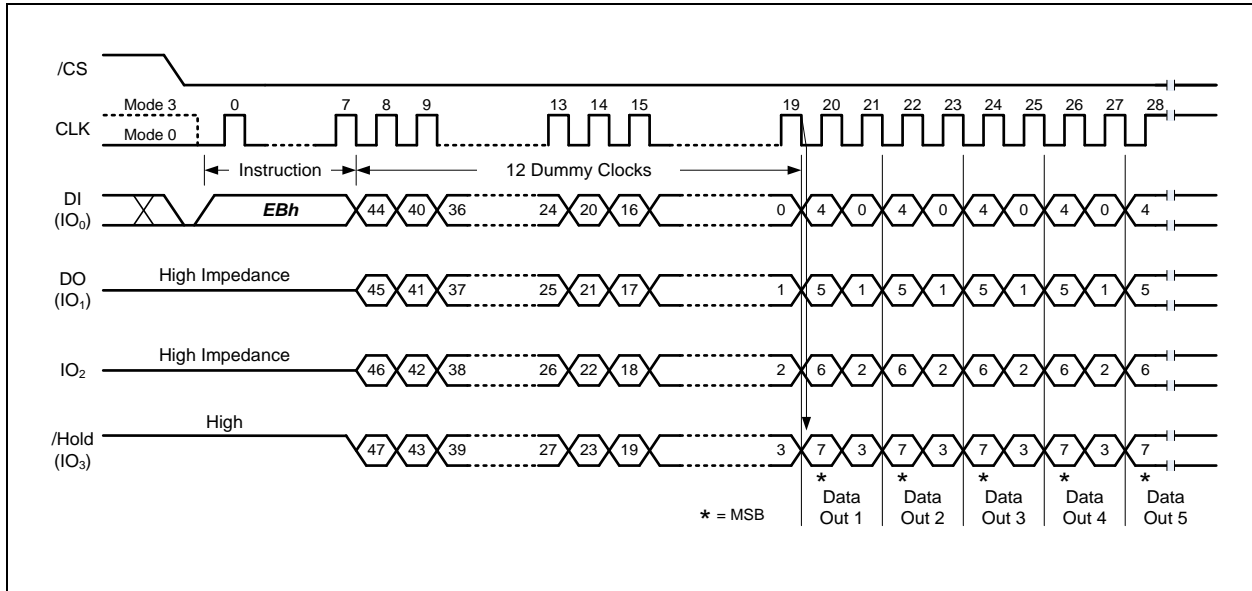 /CS
Mode 3 0 7 8 9 13 14 15 19 20 21 22 23 24 25 26 27 28
CLK
Mode 0
Instruction 12 Dummy Clocks
DI
(IO0) EBh 44 40 36 24 20 16 0 4 0 4 0 4 0 4 0 4
DO
(IO1) High Impedance 45 41 37 25 21 17 1 5 1 5 1 5 1 5 1 5
IO2 High Impedance 46 42 38 26 22 18 2 6 2 6 2 6 2 6 2 6
/Hold
(IO3) High 47 43 39 27 23 19 3 7 3 7 3 7 3 7 3 7
* * * * *
* = MSB
Data
Out 1
Data
Out 2
Data
Out 3
Data
Out 4
Data
Out 5